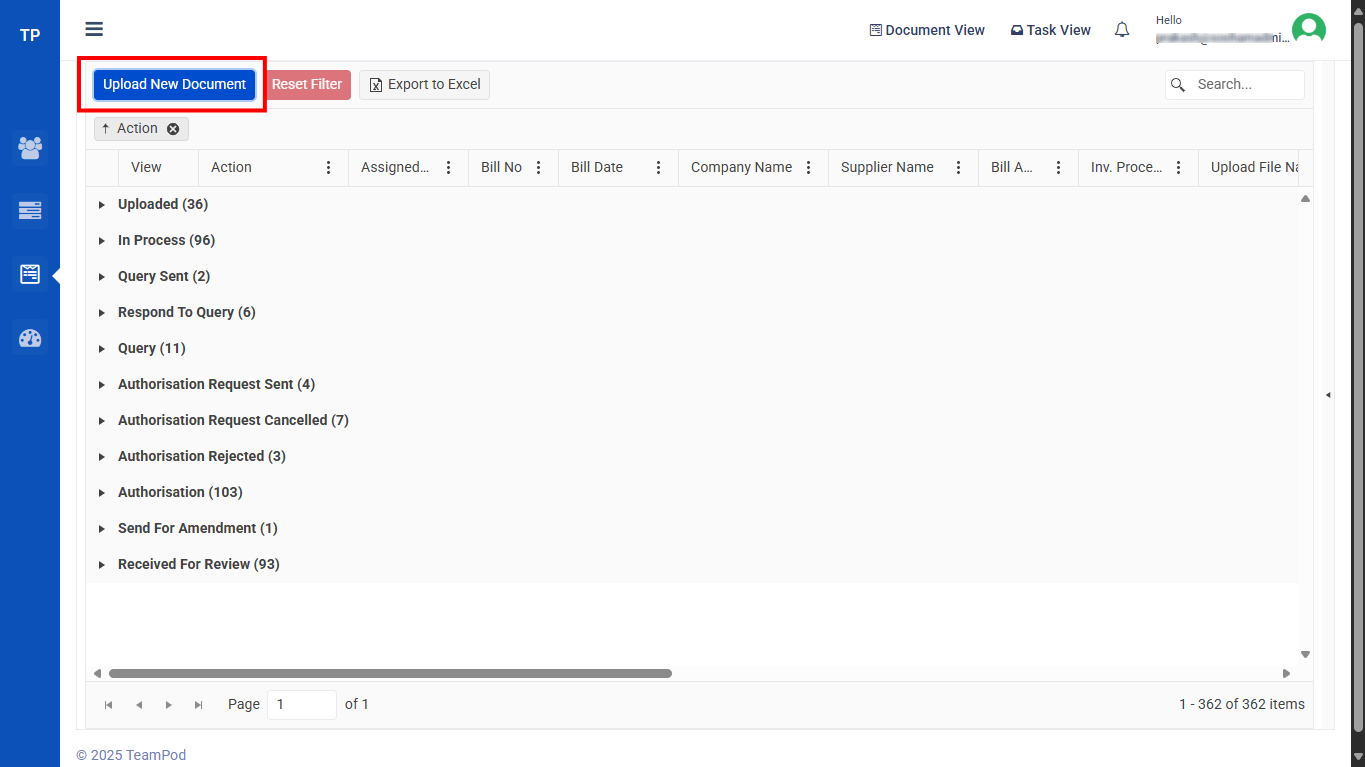 TP
Document View Task View Hello
Upload New Document Reset Filter Export to Excel Search...
↑ Action
View Action Assigned... Bill No Bill Date Company Name Supplier Name Bill A... Inv. Proce... Upload File Na
Uploaded (36)
In Process (96)
Query Sent (2)
Respond To Query (6)
Query (11)
Authorisation Request Sent (4)
Authorisation Request Cancelled (7)
Authorisation Rejected (3)
Authorisation (103)
Send For Amendment (1)
Received For Review (93)
Page 1 of 1 1 - 362 of 362 items
© 2025 TeamPod